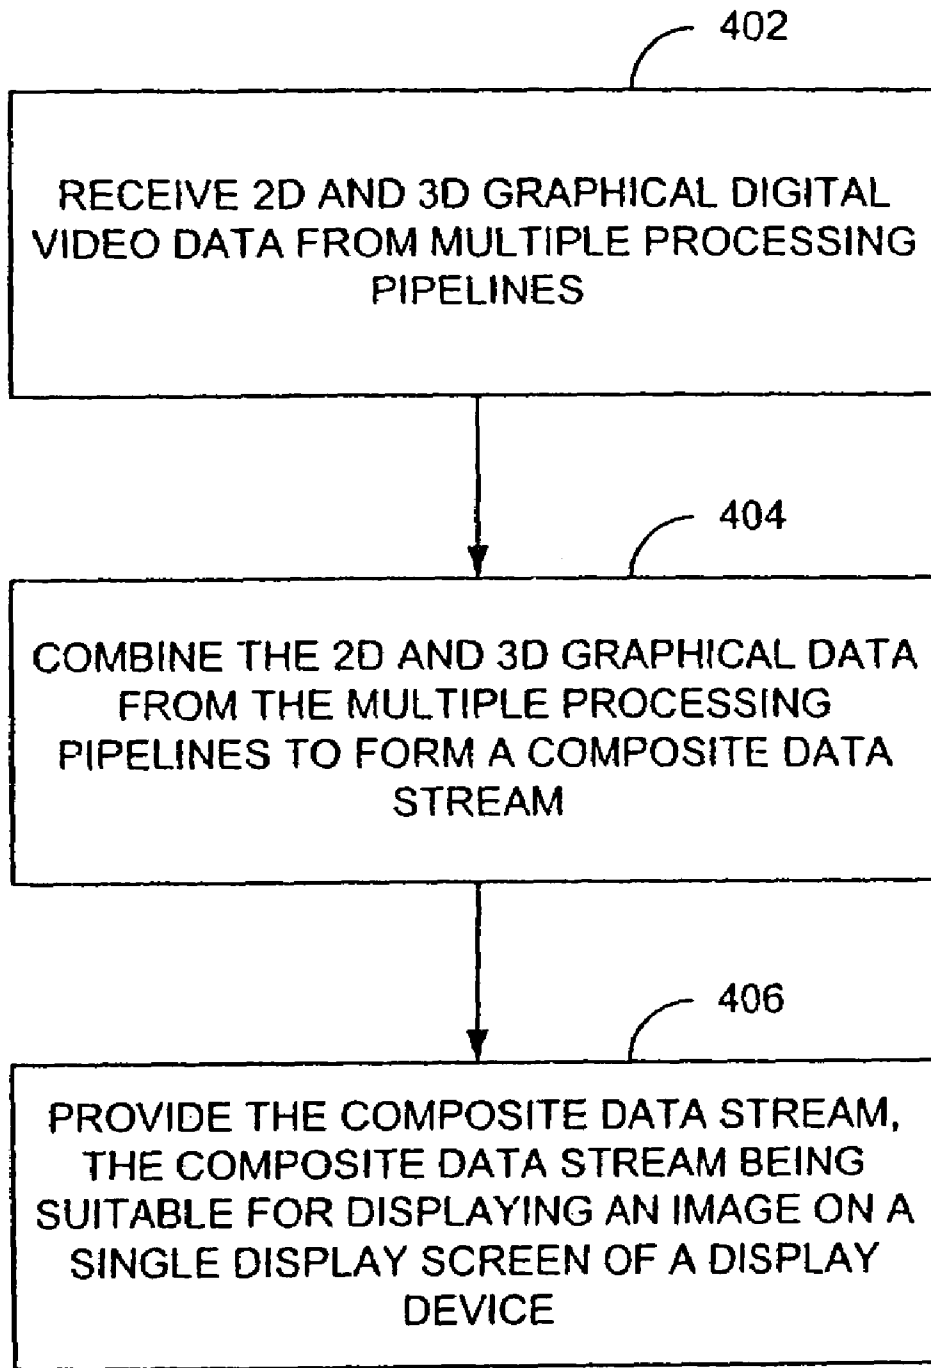 402
RECEIVE 2D AND 3D GRAPHICAL DIGITAL
VIDEO DATA FROM MULTIPLE PROCESSING
PIPELINES
404
COMBINE THE 2D AND 3D GRAPHICAL DATA
FROM THE MULTIPLE PROCESSING
PIPELINES TO FORM A COMPOSITE DATA
STREAM
406
PROVIDE THE COMPOSITE DATA STREAM,
THE COMPOSITE DATA STREAM BEING
SUITABLE FOR DISPLAYING AN IMAGE ON A
SINGLE DISPLAY SCREEN OF A DISPLAY
DEVICE